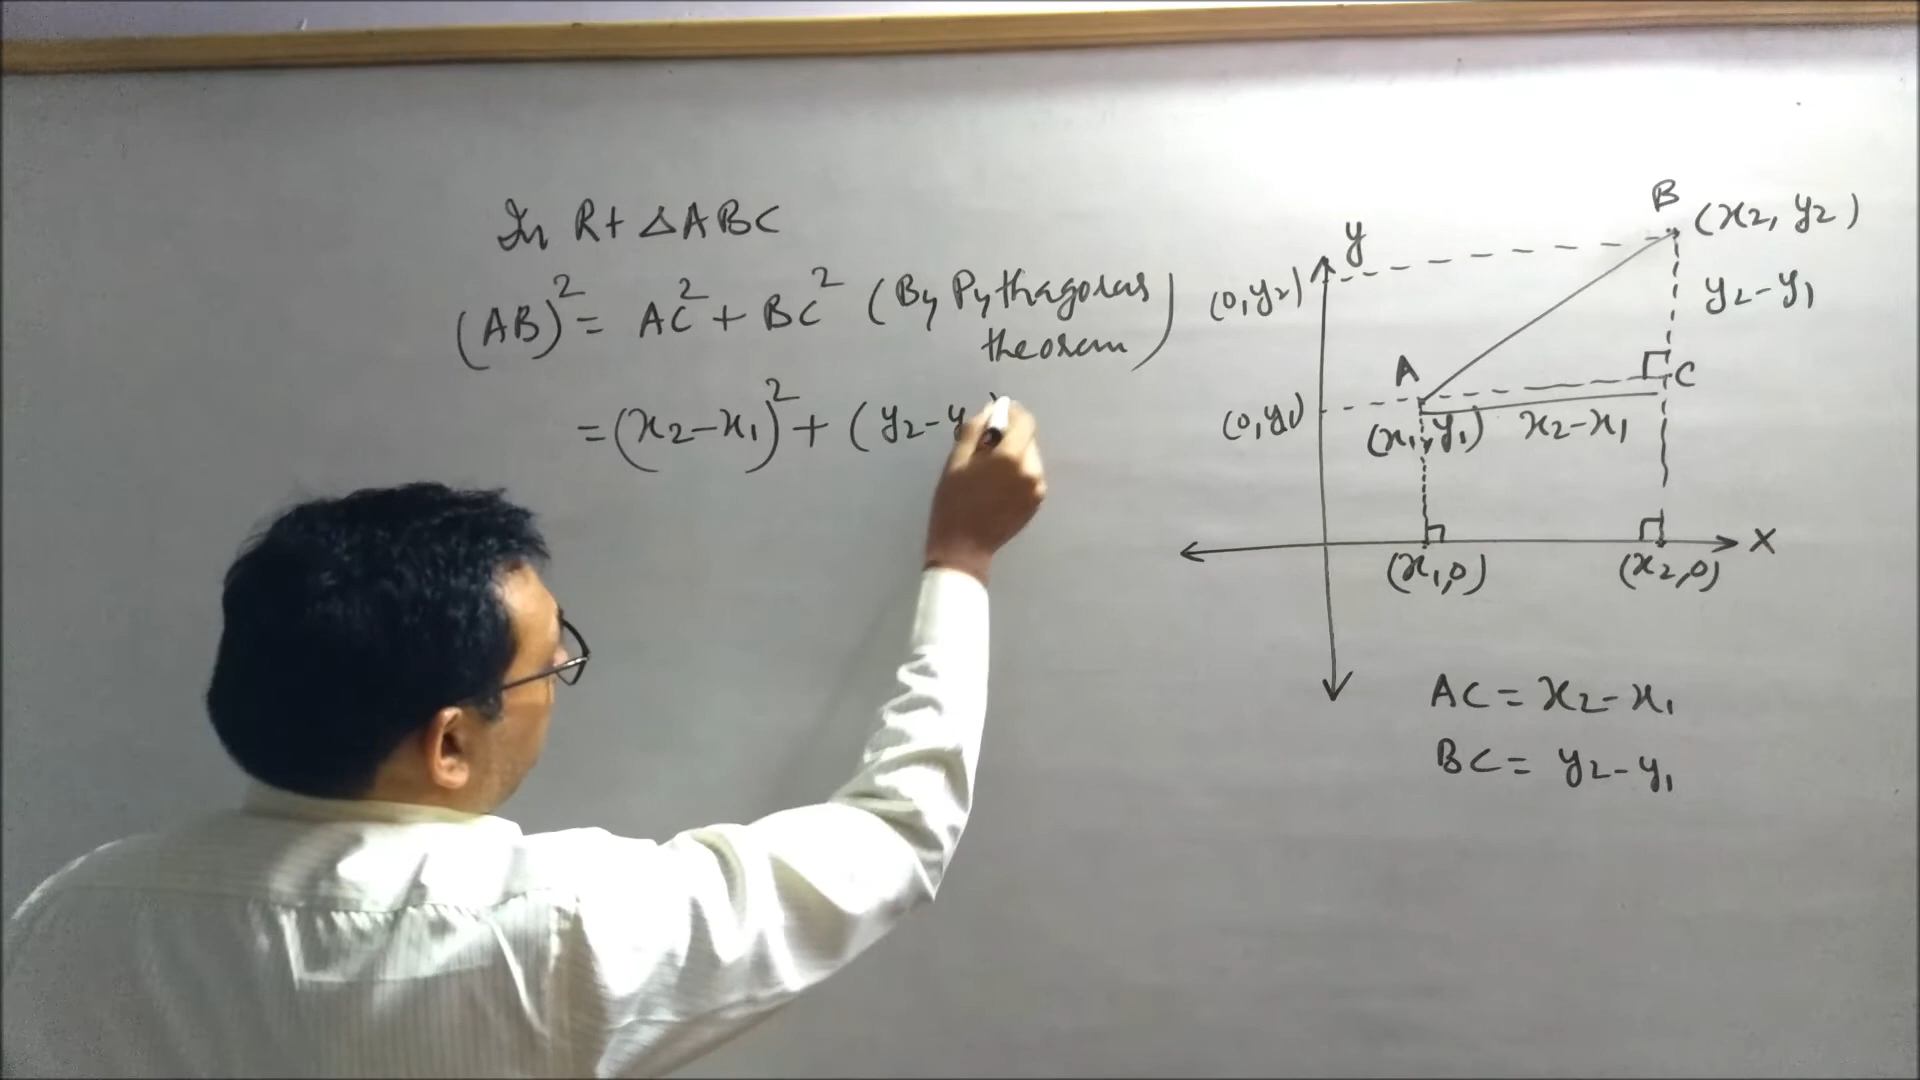 In Rt △ABC
(AB)² = AC² + BC² (By Pythagoras
theorem)
= (x₂-x₁)² + (y₂-y
y
B (x₂, y₂)
(0,y₂)
y₂-y₁
A
C
(0,y₁)
(x₁,y₁) x₂-x₁
X
(x₁,0) (x₂,0)
AC = x₂-x₁
BC = y₂-y₁